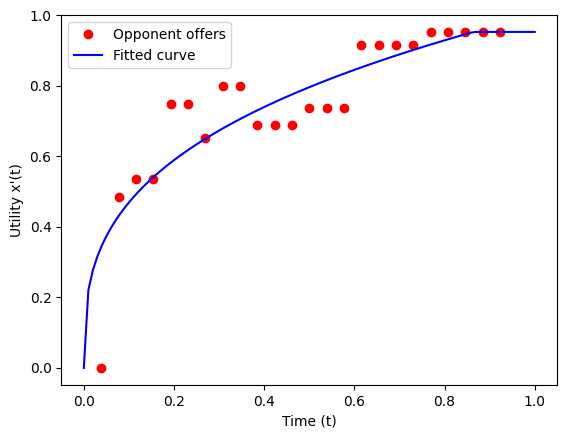 Opponent offers
Fitted curve
1.0
0.8
0.6
0.4
0.2
0.0
Utility x'(t)
0.0 0.2 0.4 0.6 0.8 1.0
Time (t)